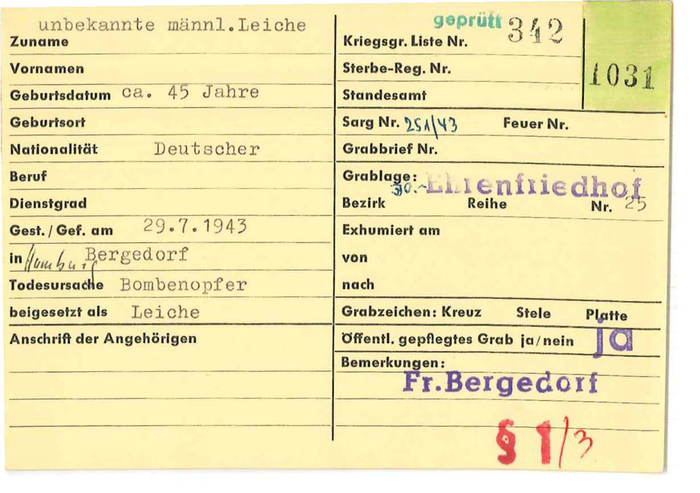 unbekannte männl.Leiche
Zuname
Vornamen
Geburtsdatum ca. 45 Jahre
Geburtsort
Nationalität Deutscher
Beruf
Dienstgrad
Gest./Gef. am 29.7.1943
in Hamburg Bergedorf
Todesursache Bombenopfer
beigesetzt als Leiche
Anschrift der Angehörigen
geprüft 342
1031
Kriegsgr. Liste Nr.
Sterbe-Reg. Nr.
Standesamt
Sarg Nr. 251/43 Feuer Nr.
Grabbrief Nr.
Grablage: Ehrenfriedhof
Bezirk Reihe Nr. 25
Exhumiert am
von
nach
Grabzeichen: Kreuz Stele Platte
Öffentl. gepflegtes Grab ja/nein ja
Bemerkungen:
Fr.Bergedorf
§ 1/3